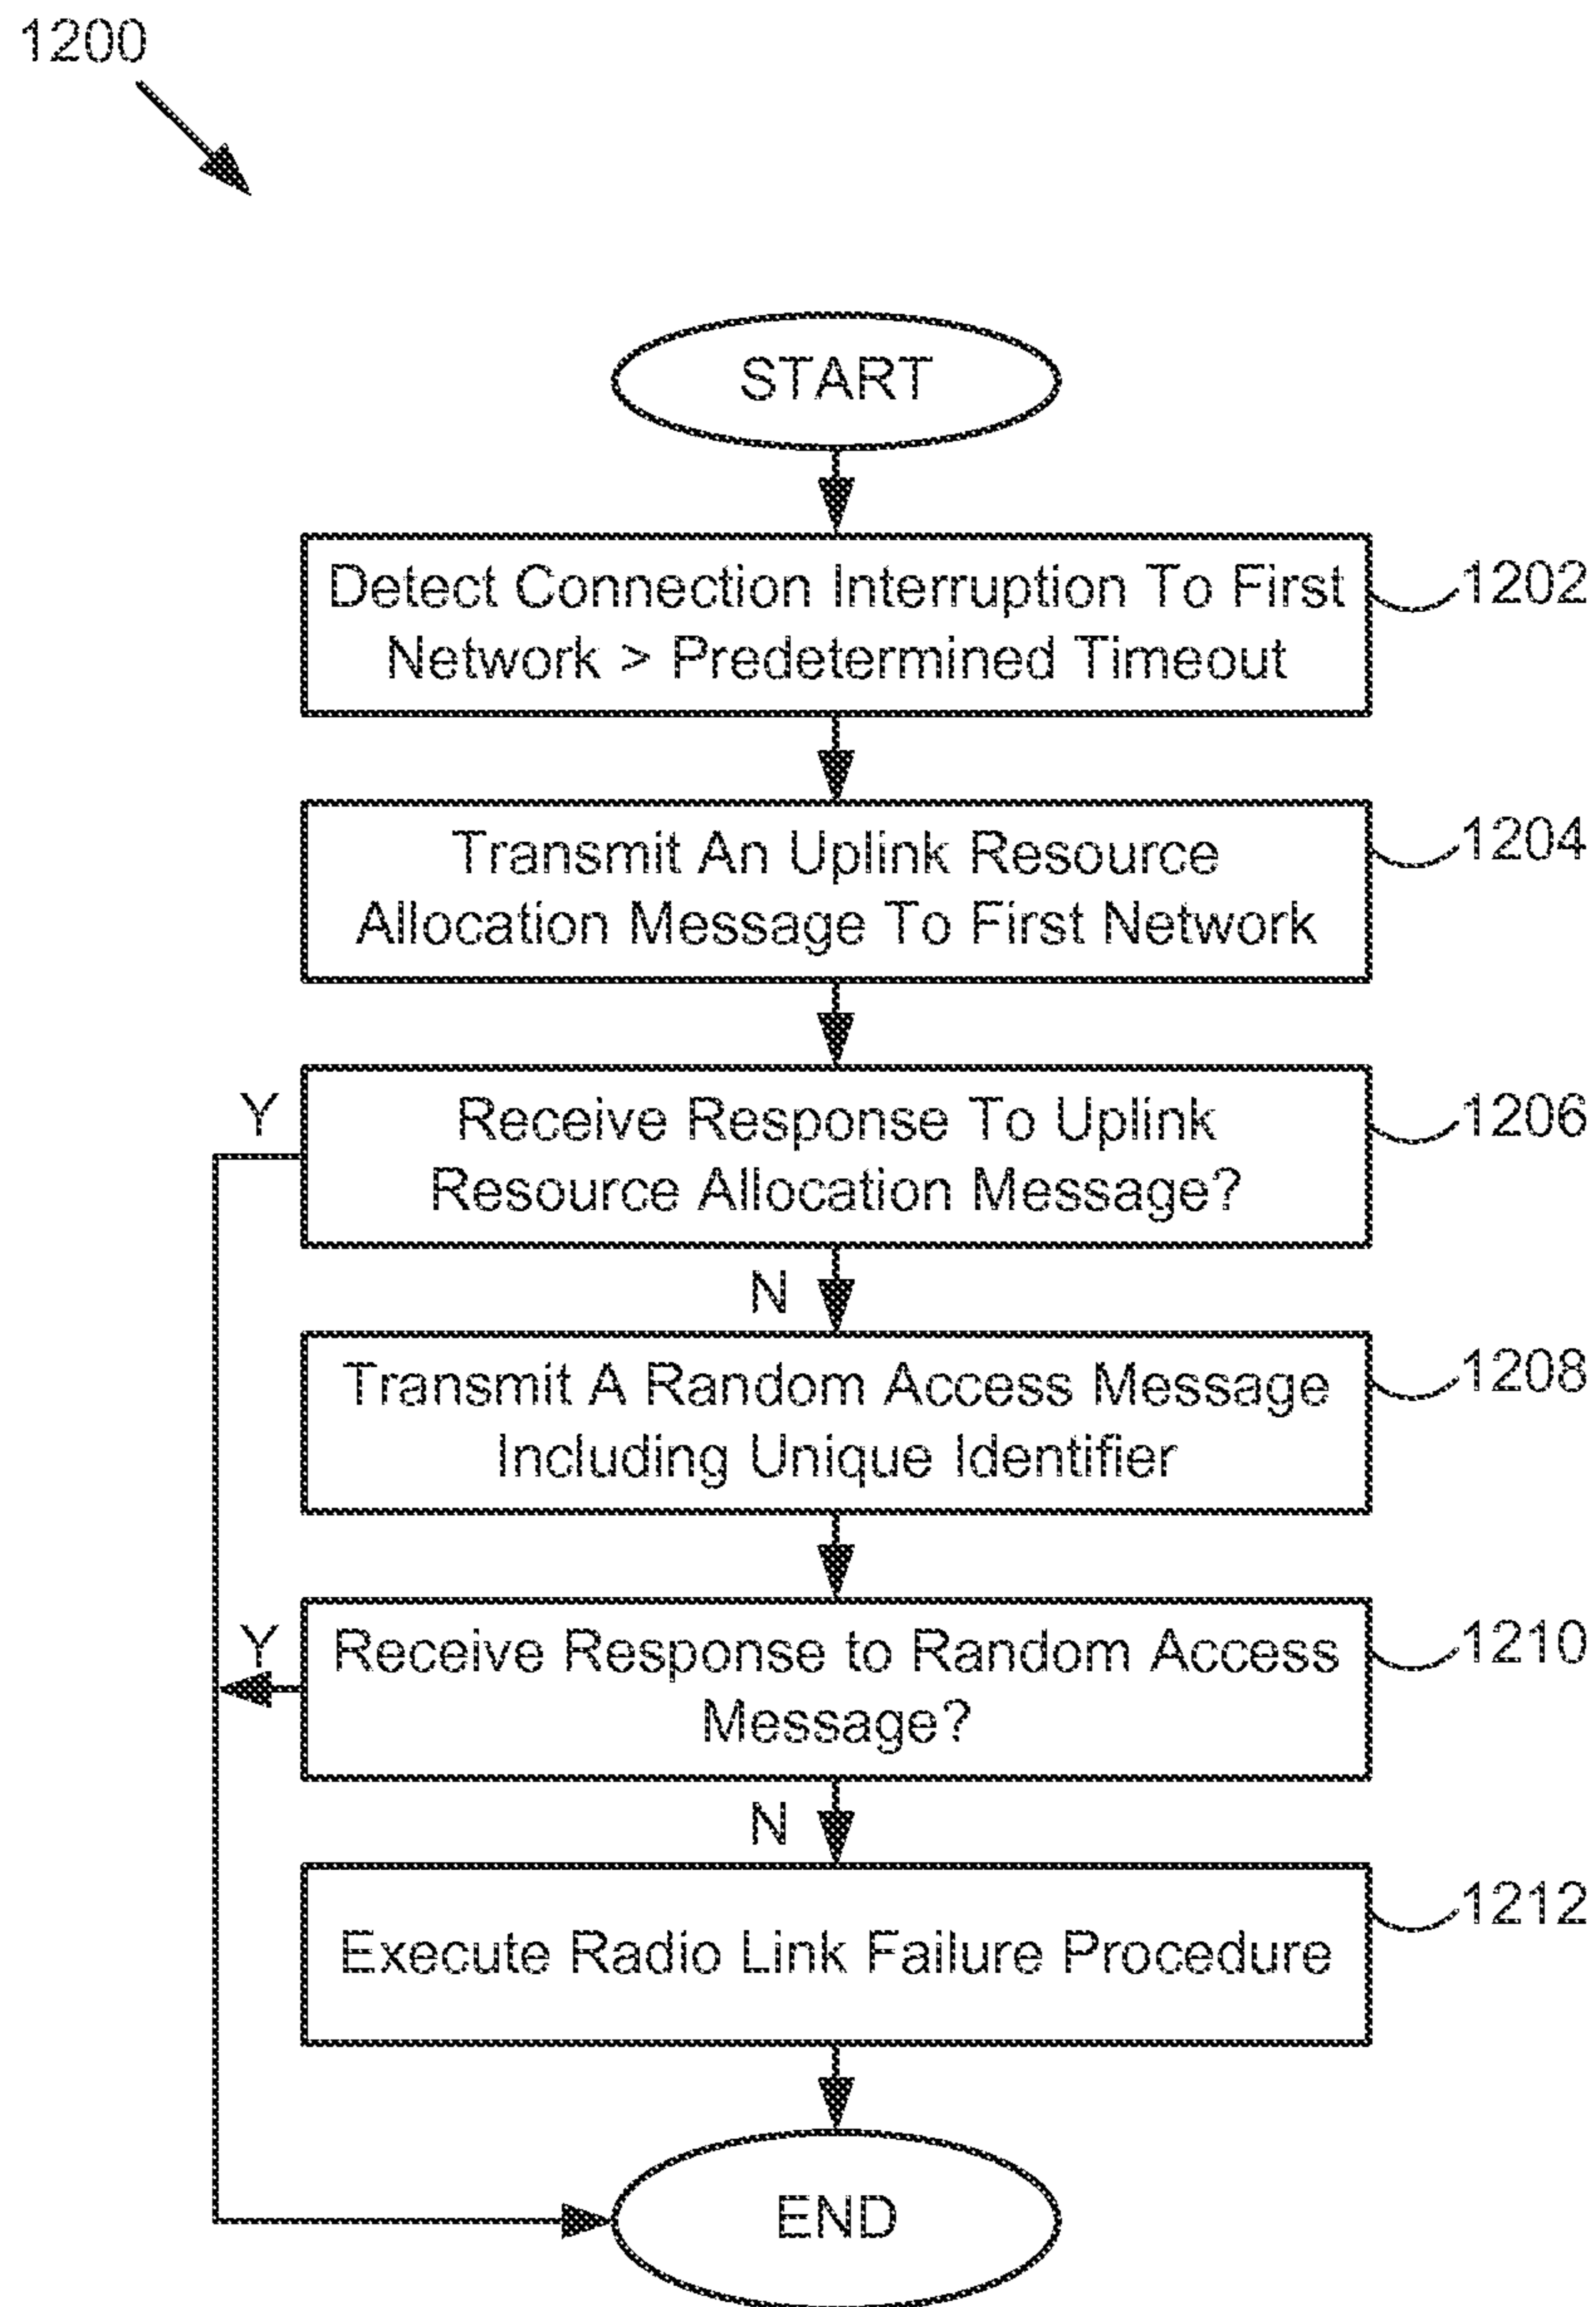 1200
START
Detect Connection Interruption To First
Network > Predetermined Timeout
1202
Transmit An Uplink Resource
Allocation Message To First Network
1204
Y
Receive Response To Uplink
Resource Allocation Message?
1206
N
Transmit A Random Access Message
Including Unique Identifier
1208
Y
Receive Response to Random Access
Message?
1210
N
Execute Radio Link Failure Procedure
1212
END